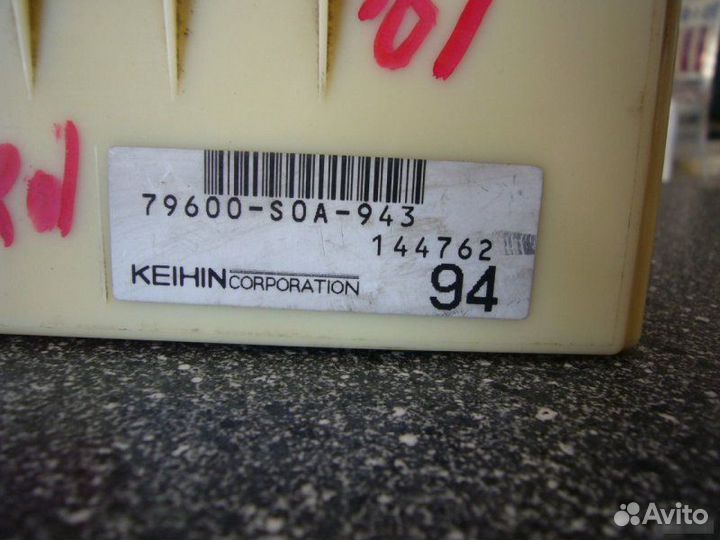 79600-S0A-943
144762
KEIHIN CORPORATION
94
Avito